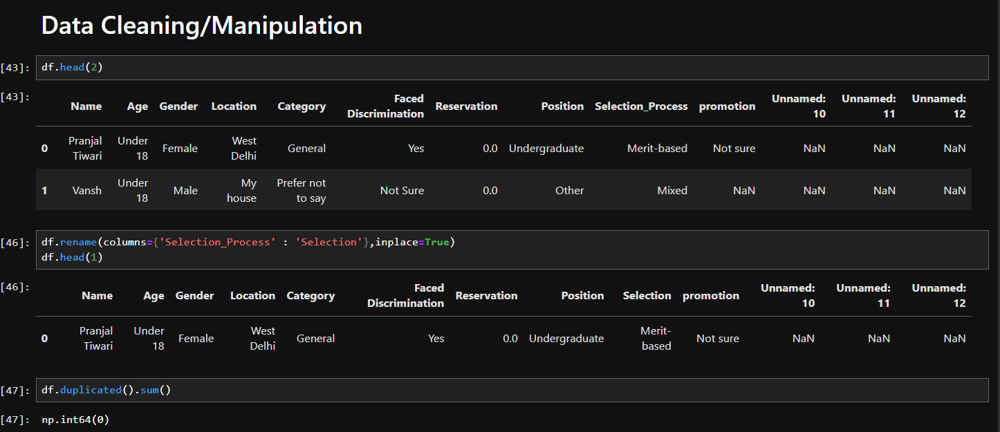 Data Cleaning/Manipulation
[43]: df.head(2)
[43]:
Faced Unnamed: Unnamed: Unnamed:
Name Age Gender Location Category Discrimination Reservation Position Selection_Process promotion 10 11 12
Pranjal Under West
0 Tiwari 18 Female Delhi General Yes 0.0 Undergraduate Merit-based Not sure NaN NaN NaN
Under My Prefer not
1 Vansh 18 Male house to say Not Sure 0.0 Other Mixed NaN NaN NaN NaN
[46]: df.rename(columns={'Selection_Process' : 'Selection'},inplace=True)
df.head(1)
[46]:
Faced Unnamed: Unnamed: Unnamed:
Name Age Gender Location Category Discrimination Reservation Position Selection promotion 10 11 12
Pranjal Under West Merit-
0 Tiwari 18 Female Delhi General Yes 0.0 Undergraduate based Not sure NaN NaN NaN
[47]: df.duplicated().sum()
[47]: np.int64(0)